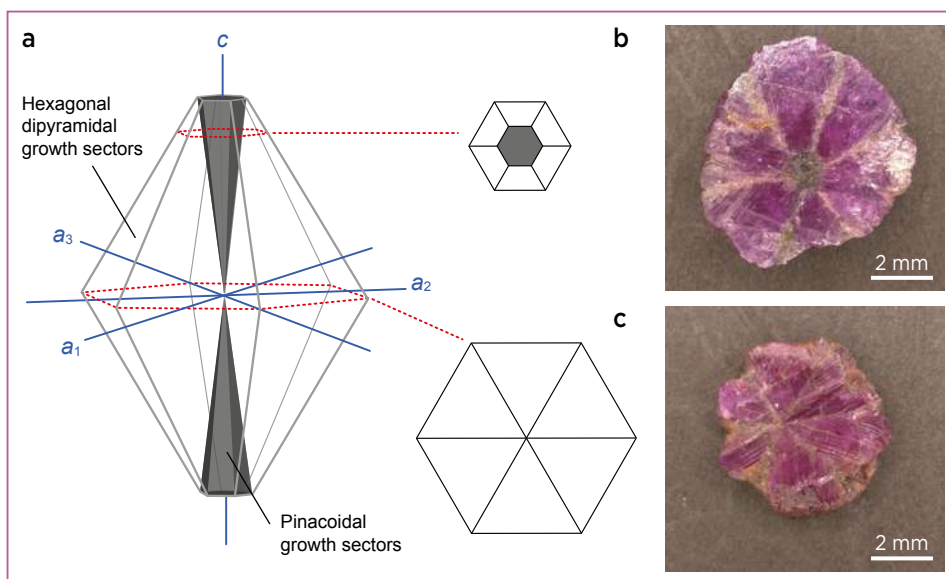 a
c
Hexagonal
dipyramidal
growth sectors
a3
a2
a1
Pinacoidal
growth sectors
b
2 mm
c
2 mm